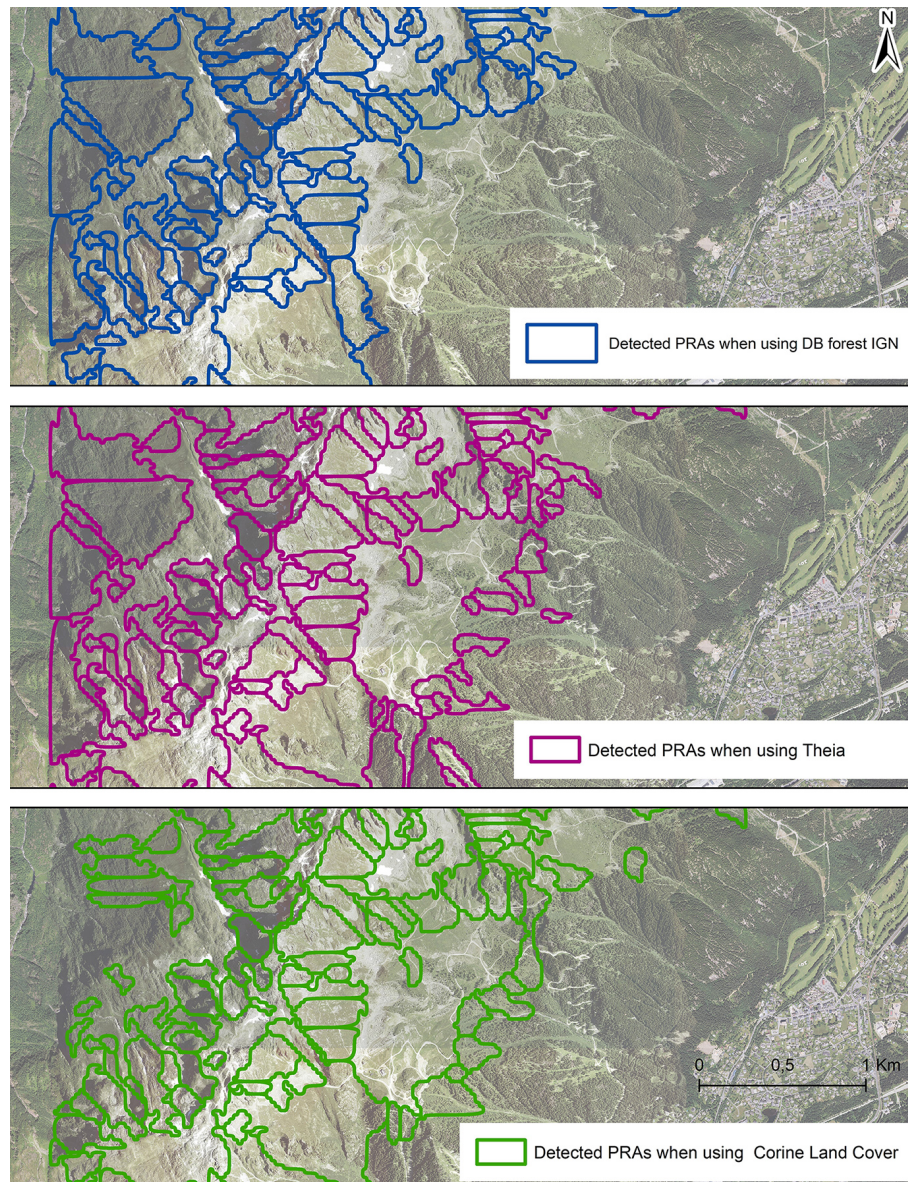 N
Detected PRAs when using DB forest IGN
Detected PRAs when using Theia
0 0,5 1 Km
Detected PRAs when using Corine Land Cover